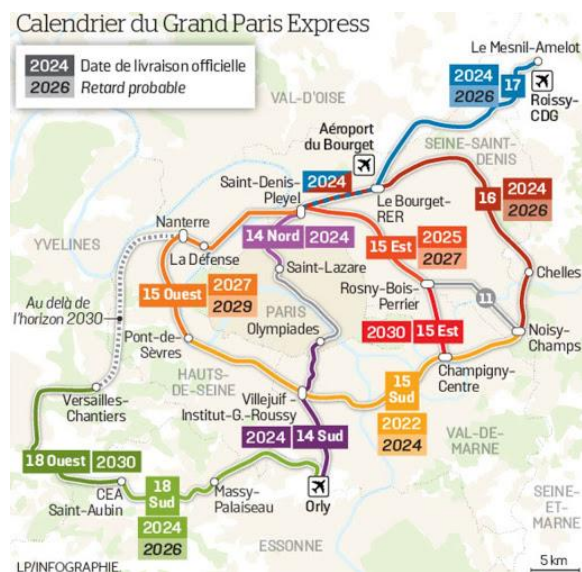 Calendrier du Grand Paris Express
2024 Date de livraison officielle
2026 Retard probable
Le Mesnil-Amelot
2024
2026
17
Roissy-
CDG
VAL-D'OISE
Aéroport
du Bourget
SEINE-SAINT-
DENIS
Saint-Denis-
Pleyel
2024
Le Bourget-
RER
16
2024
2026
Nanterre
14 Nord 2024
15 Est
2025
2027
YVELINES
La Défense
Saint-Lazare
Rosny-Bois-
Perrier
Chelles
15 Ouest
2027
2029
11
Au delà de
l'horizon 2030
PARIS
Olympiades
2030 15 Est
Noisy-
Champs
Pont-de-
Sèvres
Champigny-
Centre
HAUTS-
DE-SEINE
15
Sud
2022
2024
Versailles-
Chantiers
Villejuif -
Institut-G.-Roussy
2024 14 Sud
VAL-DE-
MARNE
18 Ouest 2030
18
Sud
2024
2026
CEA
Saint-Aubin
Massy-
Palaiseau
Orly
SEINE-
ET-
MARNE
ESSONNE
LP/INFOGRAPHIE.
5 km